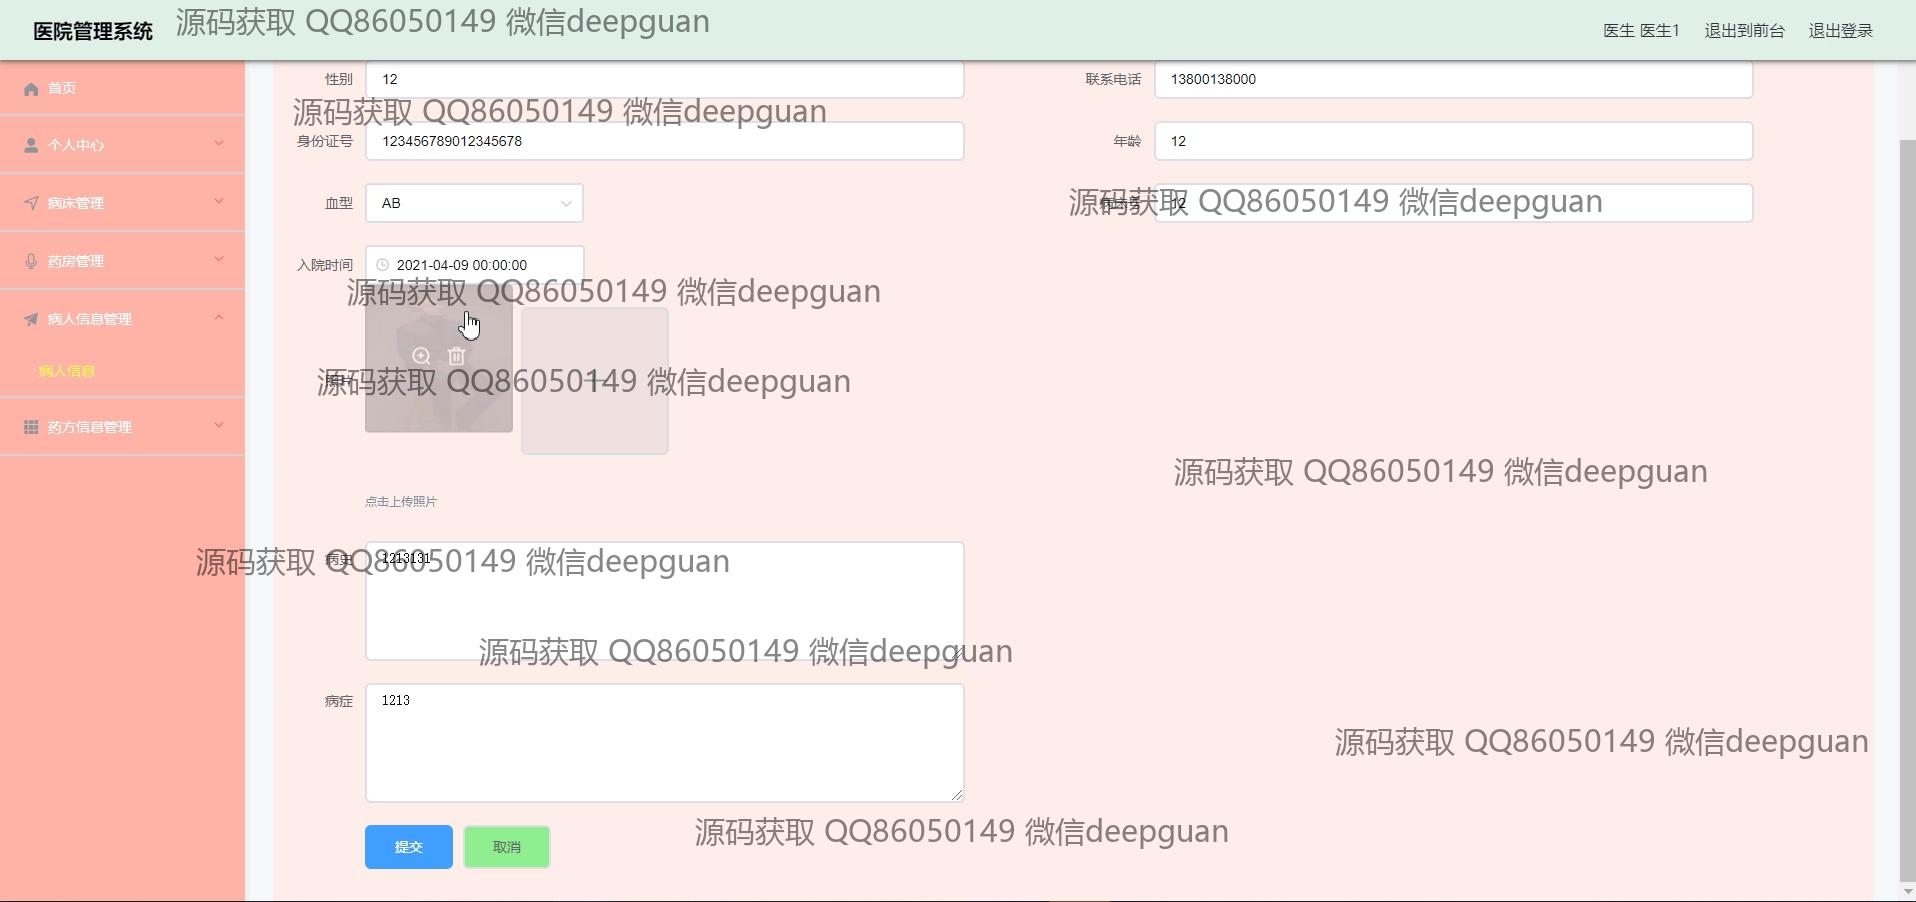 医院管理系统
源码获取 QQ86050149 微信deepguan
医生 医生1
退出到前台
退出登录
首页
个人中心
病床管理
药房管理
病人信息管理
病人信息
药方信息管理
性别 12
联系电话 13800138000
源码获取 QQ86050149 微信deepguan
身份证号 123456789012345678
年龄 12
血型 AB
源码获取 QQ86050149 微信deepguan
12
入院时间 2021-04-09 00:00:00
源码获取 QQ86050149 微信deepguan
源码获取 QQ86050149 微信deepguan
源码获取 QQ86050149 微信deepguan
点击上传照片
病史 1213131
源码获取 QQ86050149 微信deepguan
源码获取 QQ86050149 微信deepguan
病症 1213
源码获取 QQ86050149 微信deepguan
源码获取 QQ86050149 微信deepguan
提交
取消